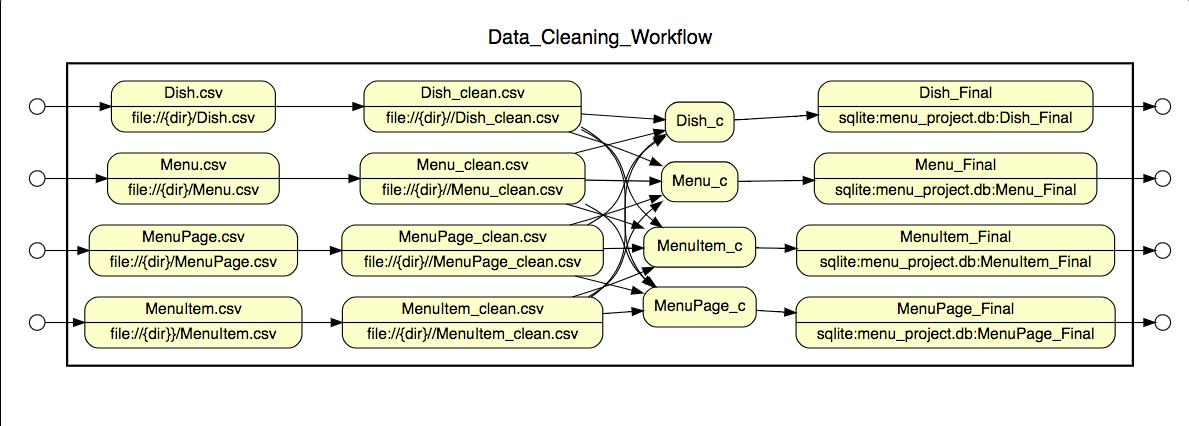 Data_Cleaning_Workflow
Dish.csv
file://{dir}/Dish.csv
Dish_clean.csv
file://{dir}//Dish_clean.csv
Dish_c
Dish_Final
sqlite:menu_project.db:Dish_Final
Menu.csv
file://{dir}/Menu.csv
Menu_clean.csv
file://{dir}//Menu_clean.csv
Menu_c
Menu_Final
sqlite:menu_project.db:Menu_Final
MenuPage.csv
file://{dir}/MenuPage.csv
MenuPage_clean.csv
file://{dir}//MenuPage_clean.csv
MenuItem_c
MenuItem_Final
sqlite:menu_project.db:MenuItem_Final
MenuItem.csv
file://{dir}}/MenuItem.csv
MenuItem_clean.csv
file://{dir}//MenuItem_clean.csv
MenuPage_c
MenuPage_Final
sqlite:menu_project.db:MenuPage_Final